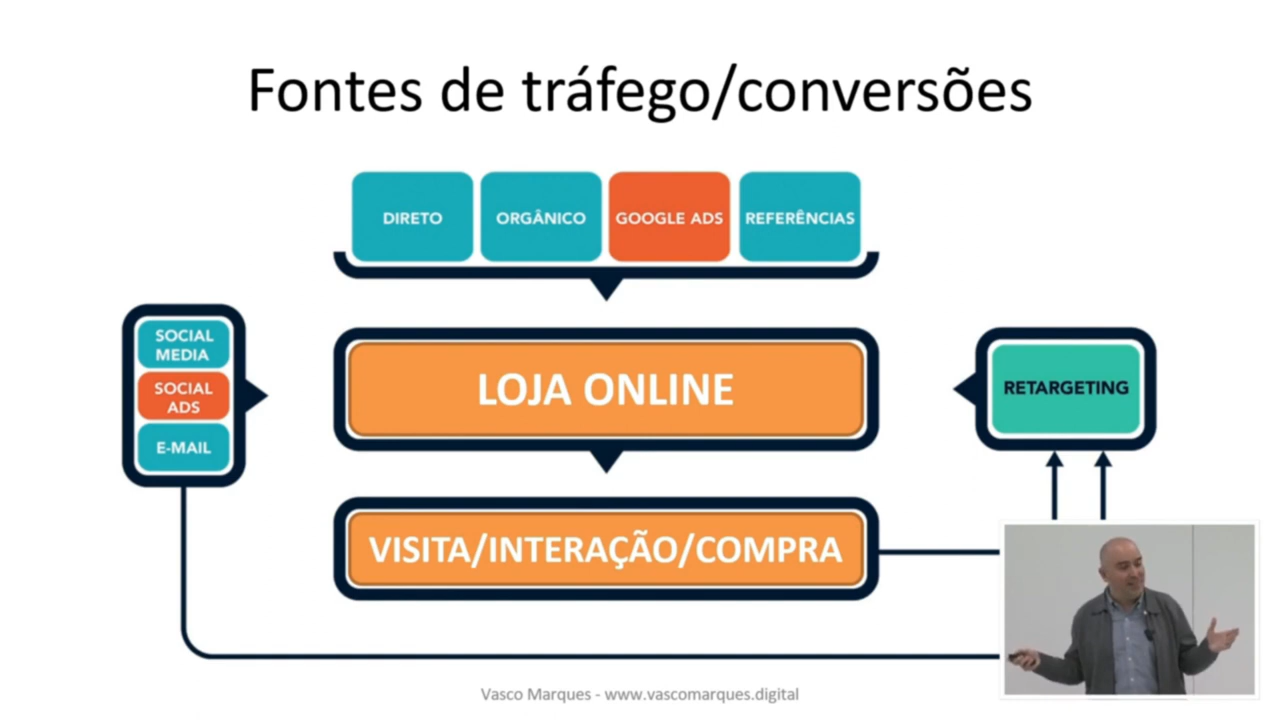 Fontes de tráfego/conversões
DIRETO
ORGÂNICO
GOOGLE ADS
REFERÊNCIAS
SOCIAL
MEDIA
SOCIAL
ADS
E-MAIL
LOJA ONLINE
RETARGETING
VISITA/INTERAÇÃO/COMPRA
Vasco Marques - www.vascomarques.digital